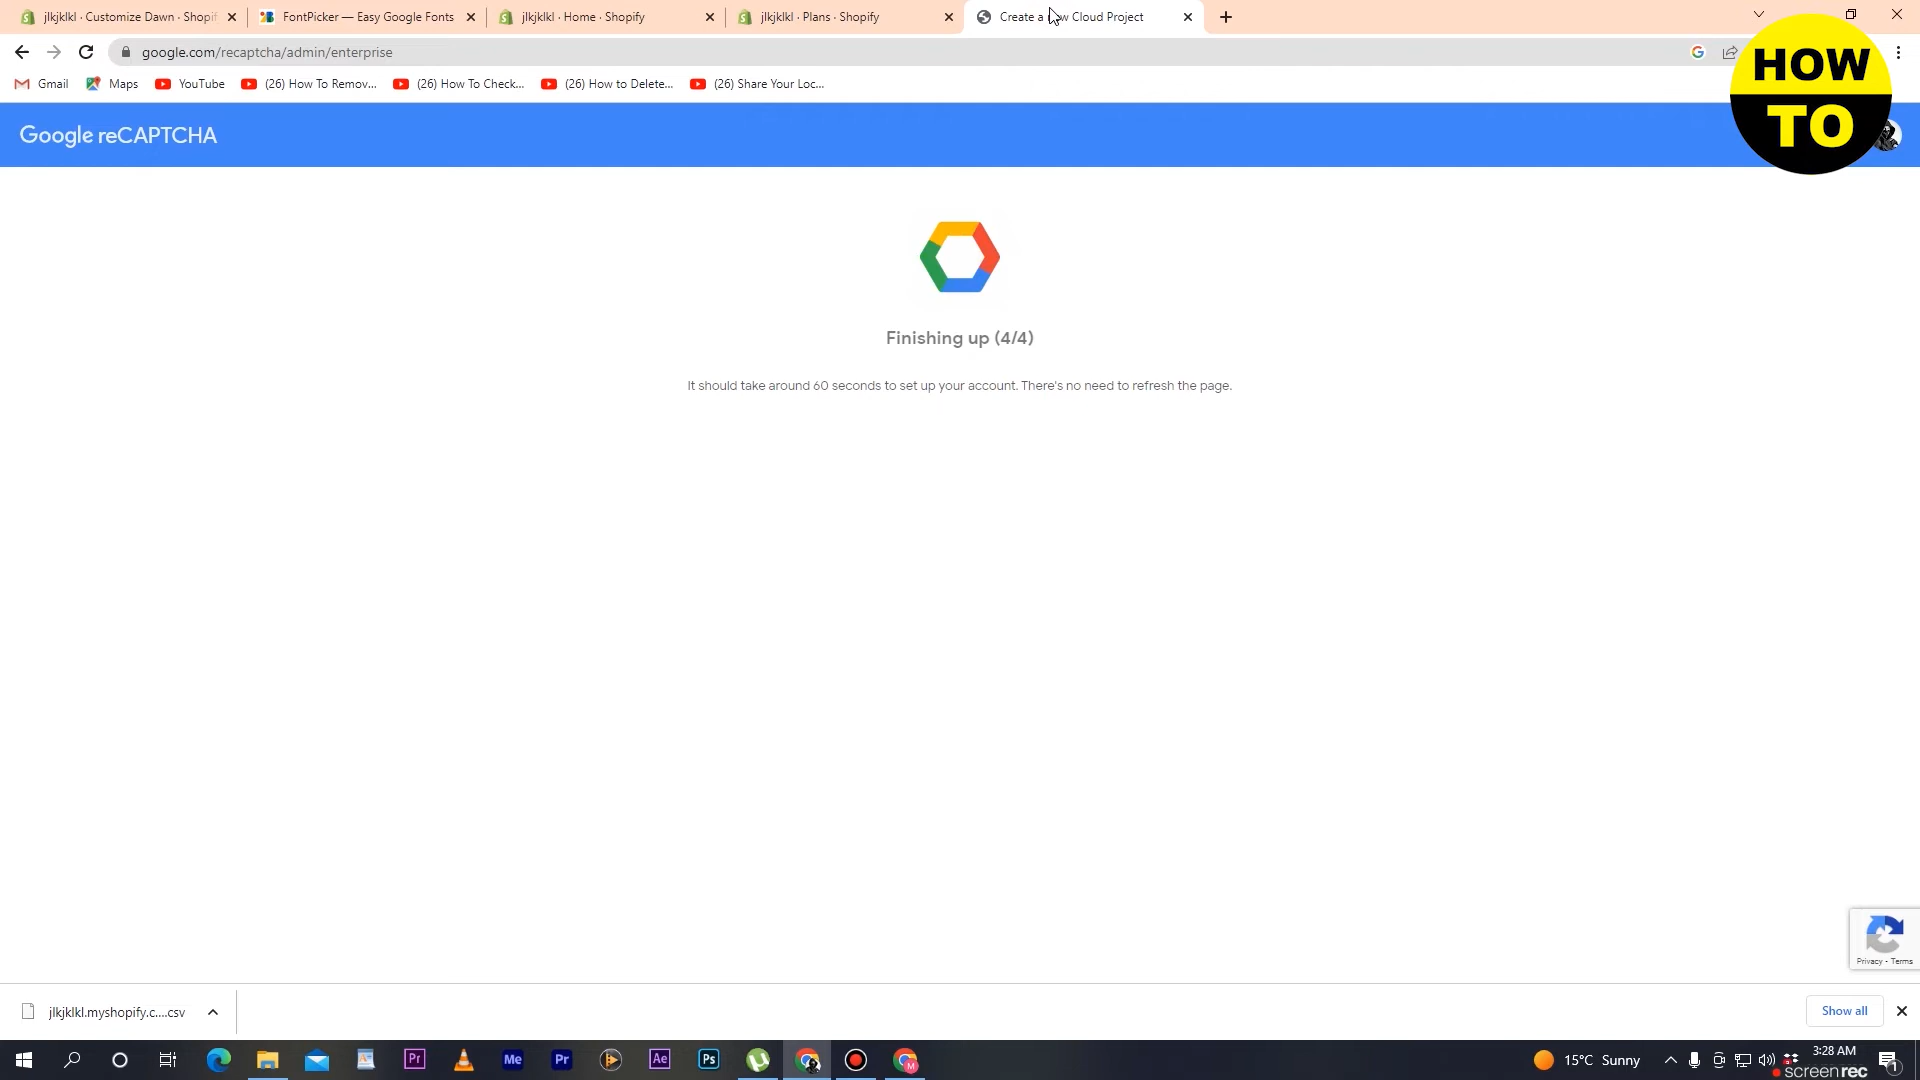 jlkjklkl · Customize Dawn · Shopif
FontPicker — Easy Google Fonts
jlkjklkl · Home · Shopify
jlkjklkl · Plans · Shopify
Create a Cloud Project
google.com/recaptcha/admin/enterprise
Gmail
Maps
YouTube
(26) How To Remov...
(26) How To Check...
(26) How to Delete...
(26) Share Your Loc...
HOW
TO
Google reCAPTCHA
Finishing up (4/4)
It should take around 60 seconds to set up your account. There's no need to refresh the page.
Privacy - Terms
jlkjklkl.myshopify.c....csv
Show all
Pr
Me
Pr
Ae
Ps
M
15°C Sunny
3:28 AM
1
screenrec